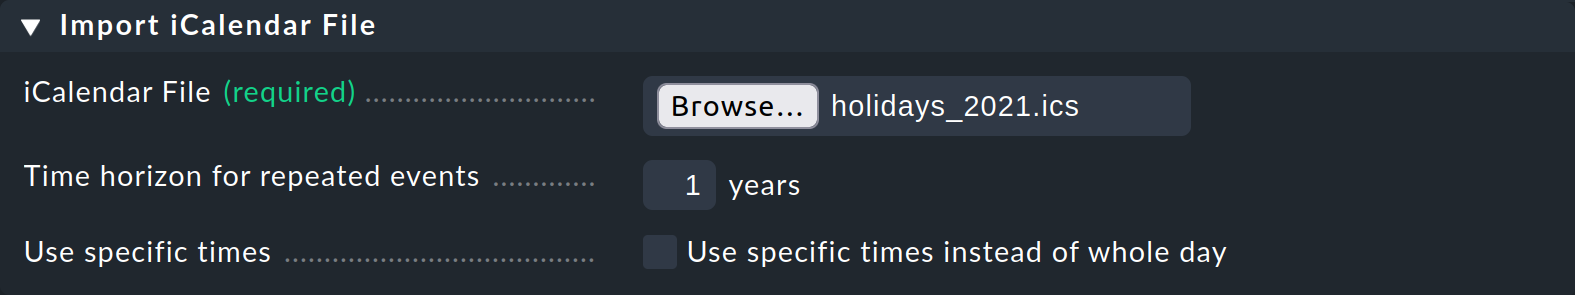 Import iCalendar File
iCalendar File (required) Browse... holidays_2021.ics
Time horizon for repeated events 1 years
Use specific times Use specific times instead of whole day